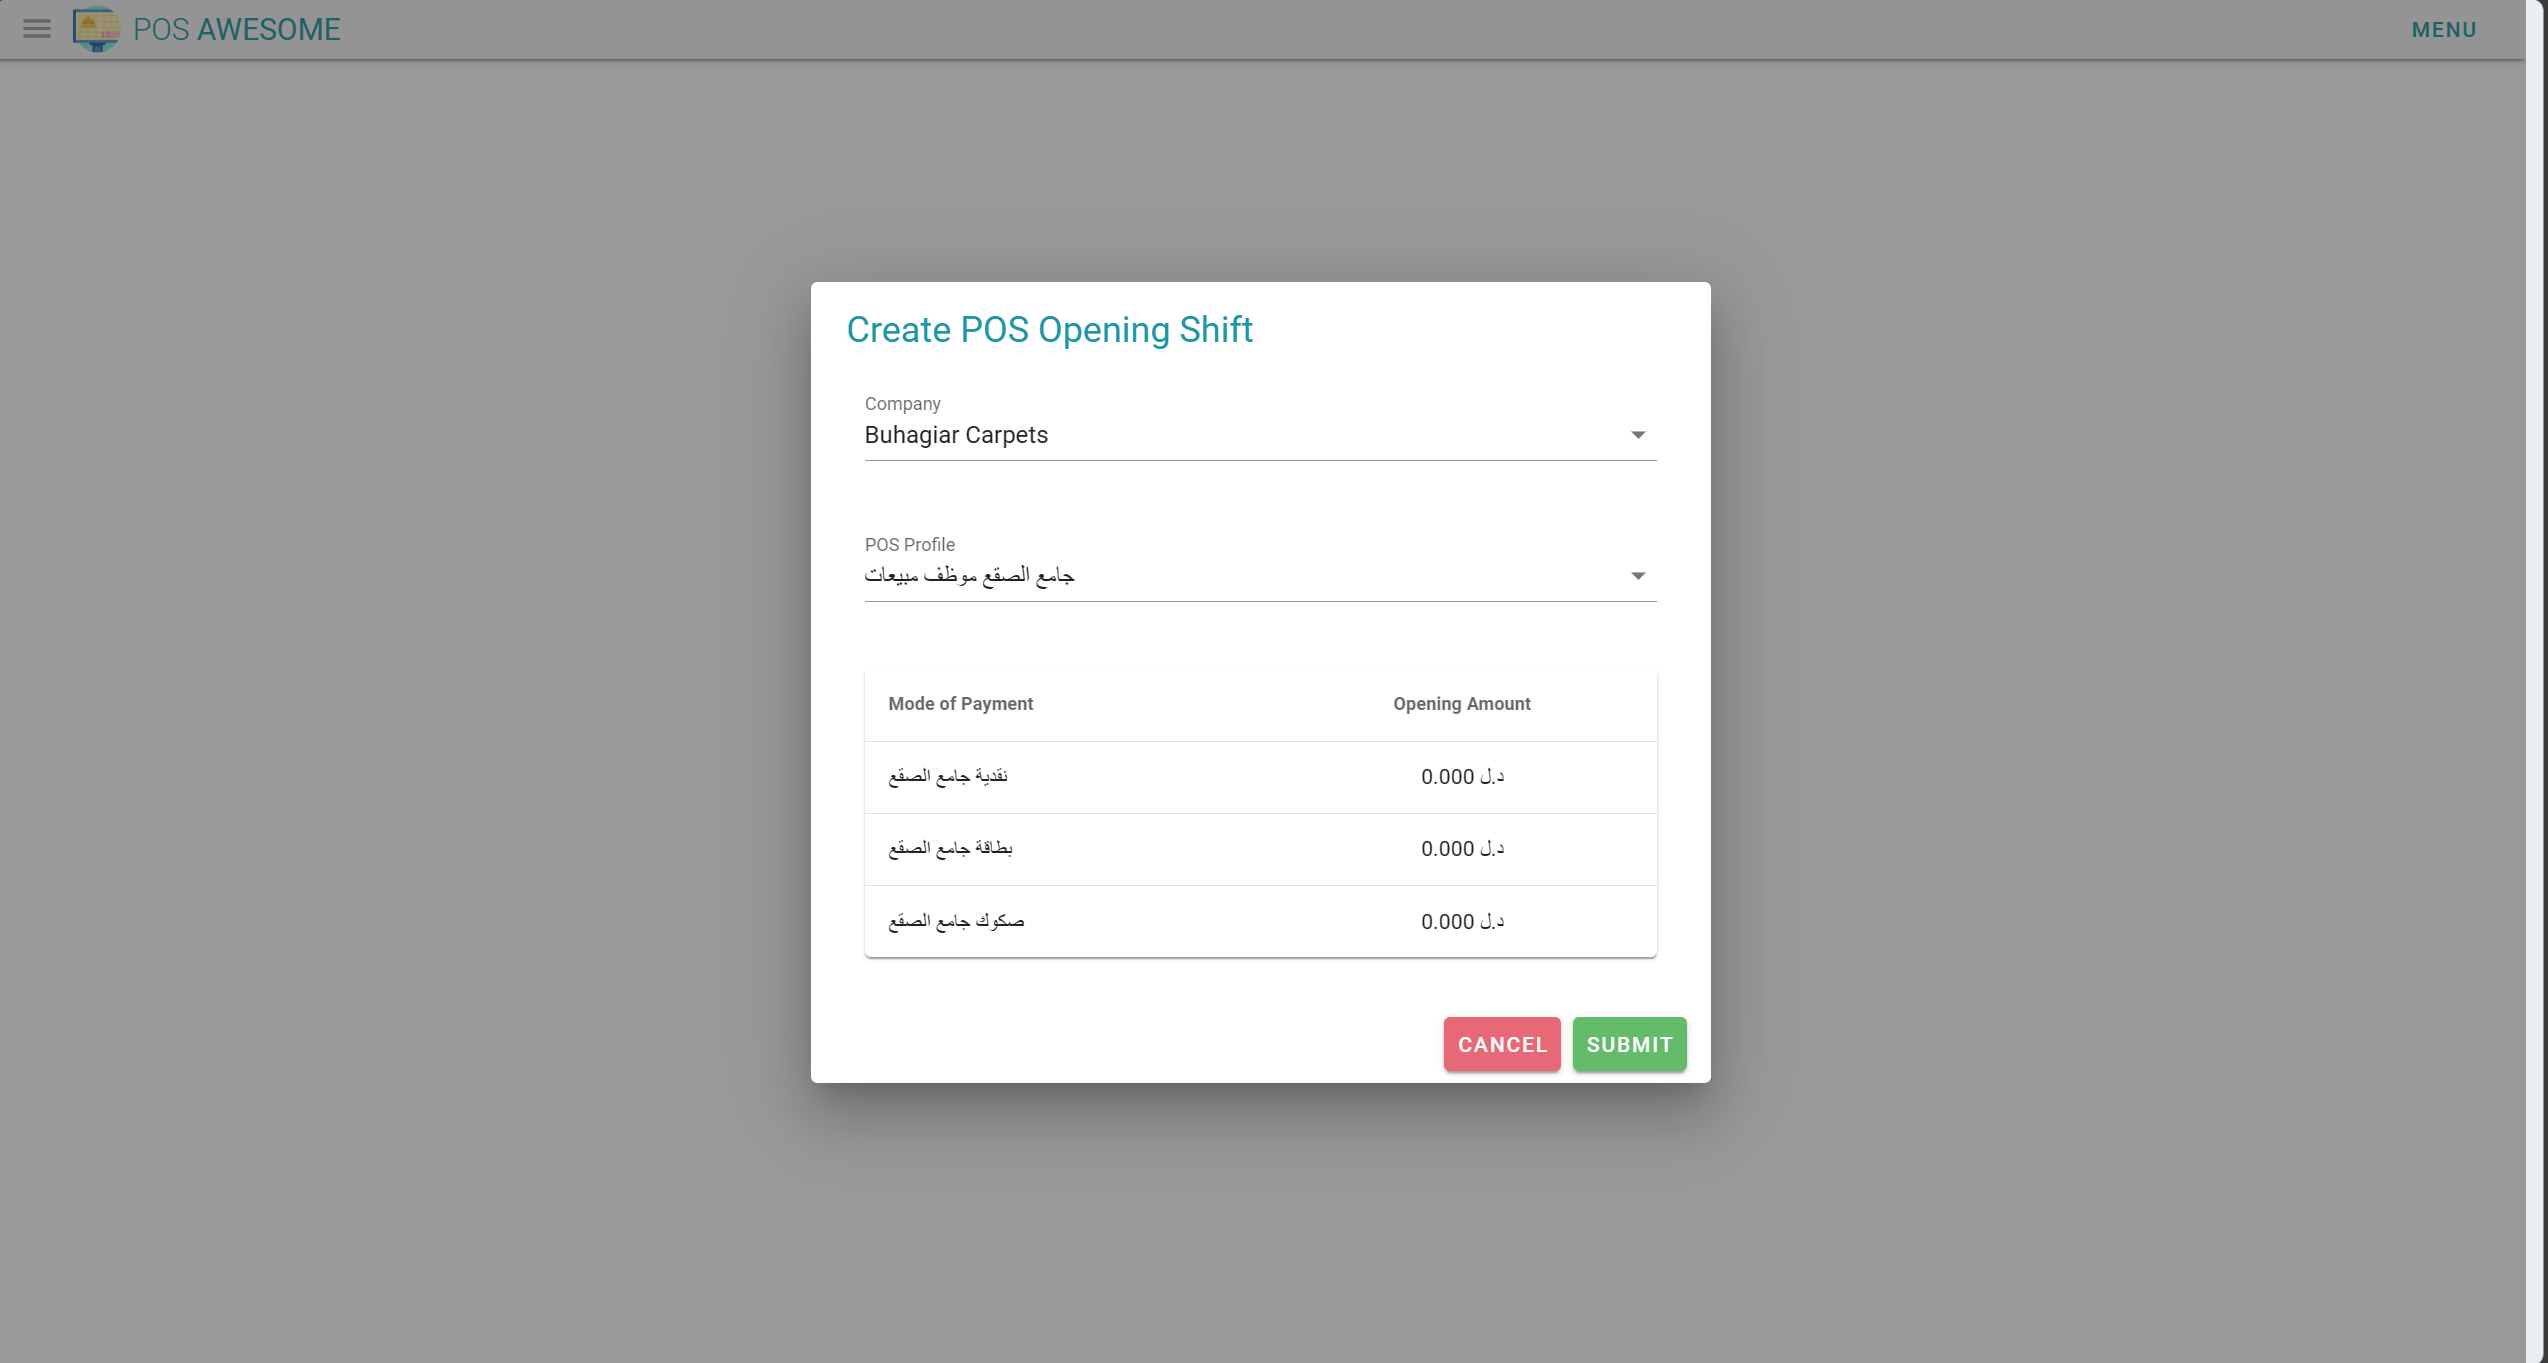 POS AWESOME
MENU
Create POS Opening Shift
Company
Buhagiar Carpets
POS Profile
جامع الصقع موظف مبيعات
Mode of Payment Opening Amount
نقدية جامع الصقع د.ل 0.000
بطاقة جامع الصقع د.ل 0.000
صكوك جامع الصقع د.ل 0.000
CANCEL SUBMIT